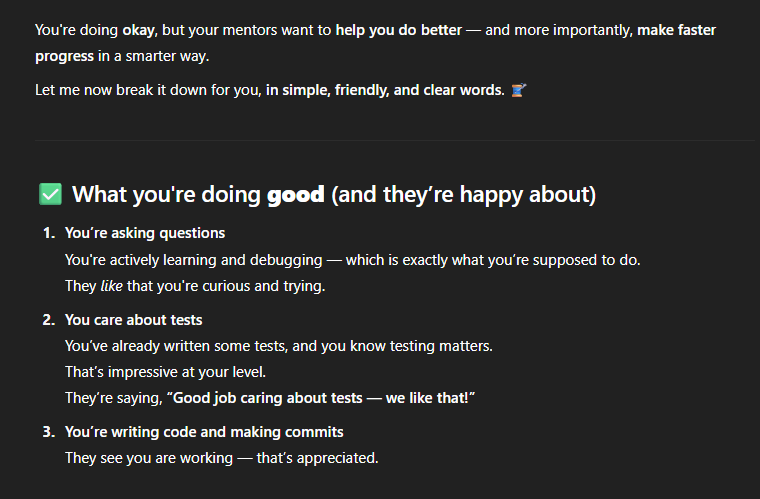 You're doing okay, but your mentors want to help you do better — and more importantly, make faster
progress in a smarter way.
Let me now break it down for you, in simple, friendly, and clear words. 🧵
✅ What you're doing good (and they’re happy about)
1. You’re asking questions
You're actively learning and debugging — which is exactly what you’re supposed to do.
They like that you're curious and trying.
2. You care about tests
You’ve already written some tests, and you know testing matters.
That’s impressive at your level.
They’re saying, “Good job caring about tests — we like that!”
3. You’re writing code and making commits
They see you are working — that’s appreciated.